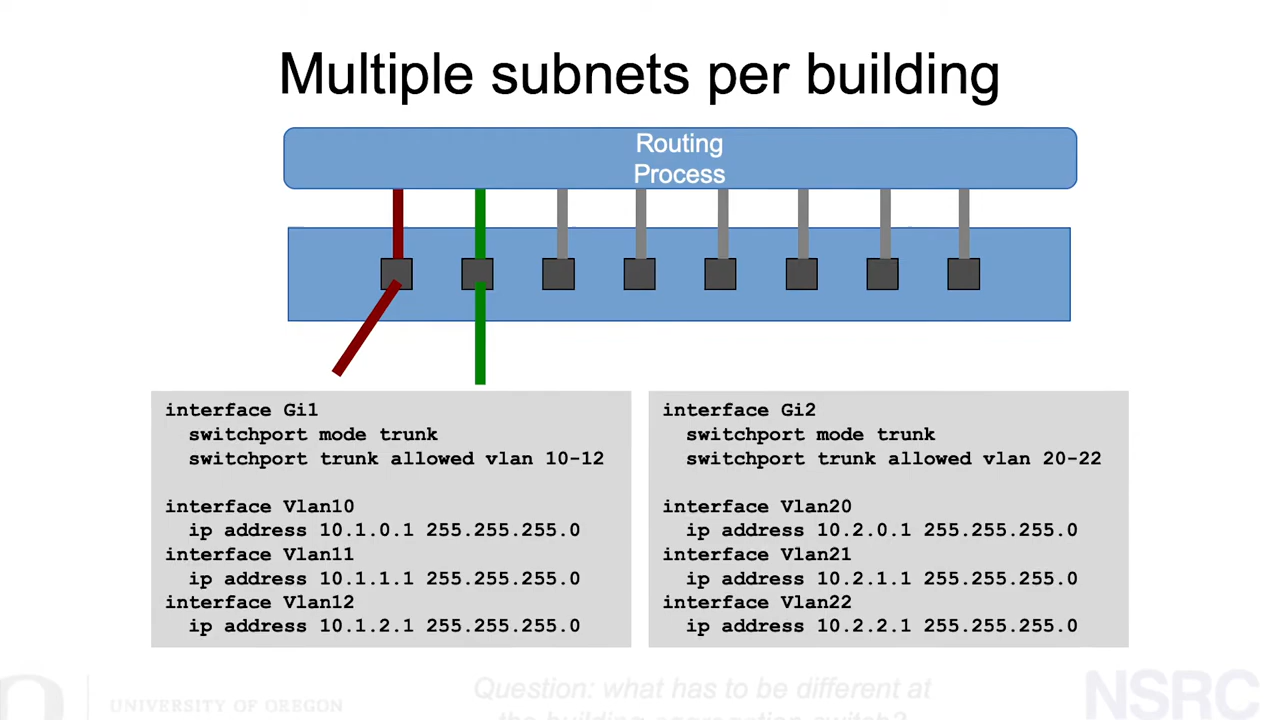 Multiple subnets per building
Routing
Process
interface Gi1
switchport mode trunk
switchport trunk allowed vlan 10-12
interface Vlan10
ip address 10.1.0.1 255.255.255.0
interface Vlan11
ip address 10.1.1.1 255.255.255.0
interface Vlan12
ip address 10.1.2.1 255.255.255.0
interface Gi2
switchport mode trunk
switchport trunk allowed vlan 20-22
interface Vlan20
ip address 10.2.0.1 255.255.255.0
interface Vlan21
ip address 10.2.1.1 255.255.255.0
interface Vlan22
ip address 10.2.2.1 255.255.255.0
Question: what has to be different at
the building aggregation switch?
UNIVERSITY OF OREGON
NSRC